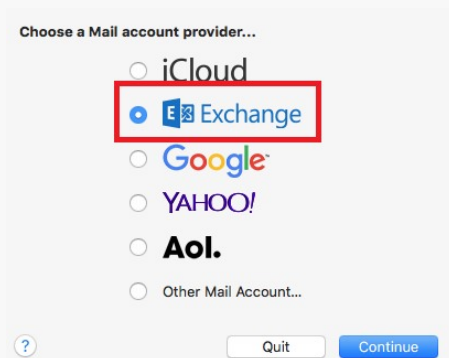 Choose a Mail account provider...
iCloud
E Exchange
Google
YAHOO!
Aol.
Other Mail Account...
? Quit Continue